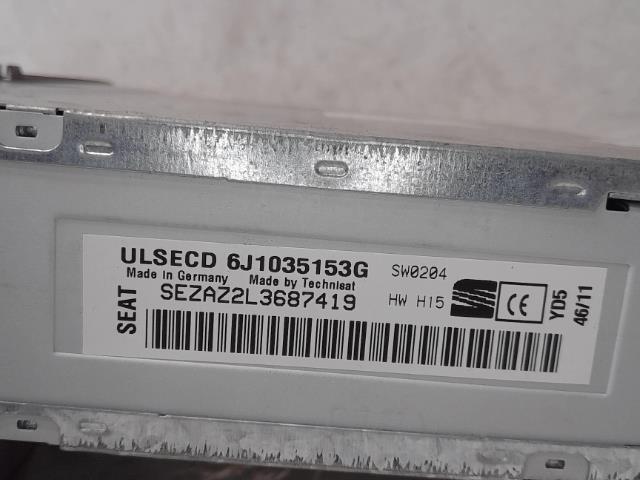 ULSECD 6J1035153G
SW0204
Made in Germany Made by Technisat
SEZAZ2L3687419
HW H15
SEAT
CE
YD5
46/11